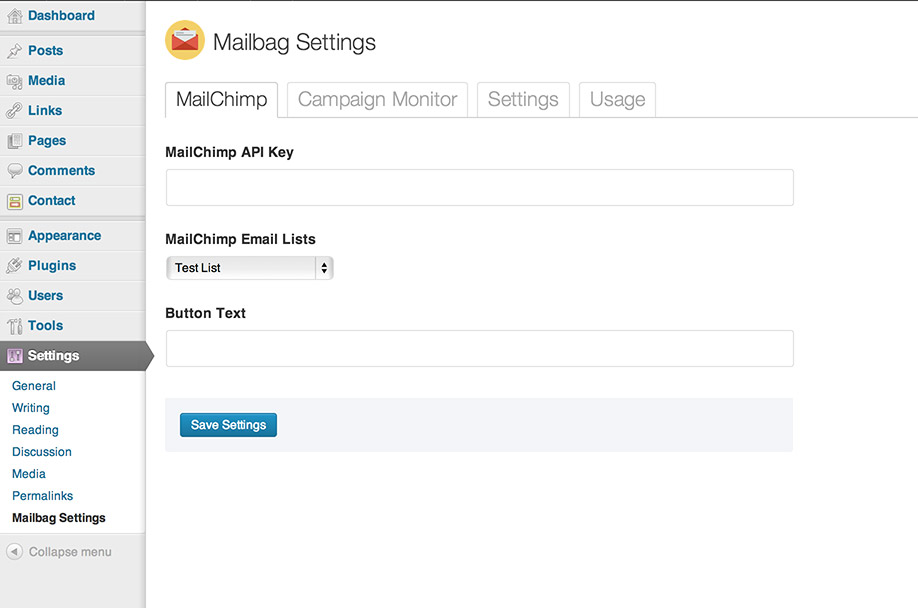 Dashboard
Posts
Media
Links
Pages
Comments
Contact
Appearance
Plugins
Users
Tools
Settings
General
Writing
Reading
Discussion
Media
Permalinks
Mailbag Settings
Collapse menu
Mailbag Settings
MailChimp
Campaign Monitor
Settings
Usage
MailChimp API Key
MailChimp Email Lists
Test List
Button Text
Save Settings